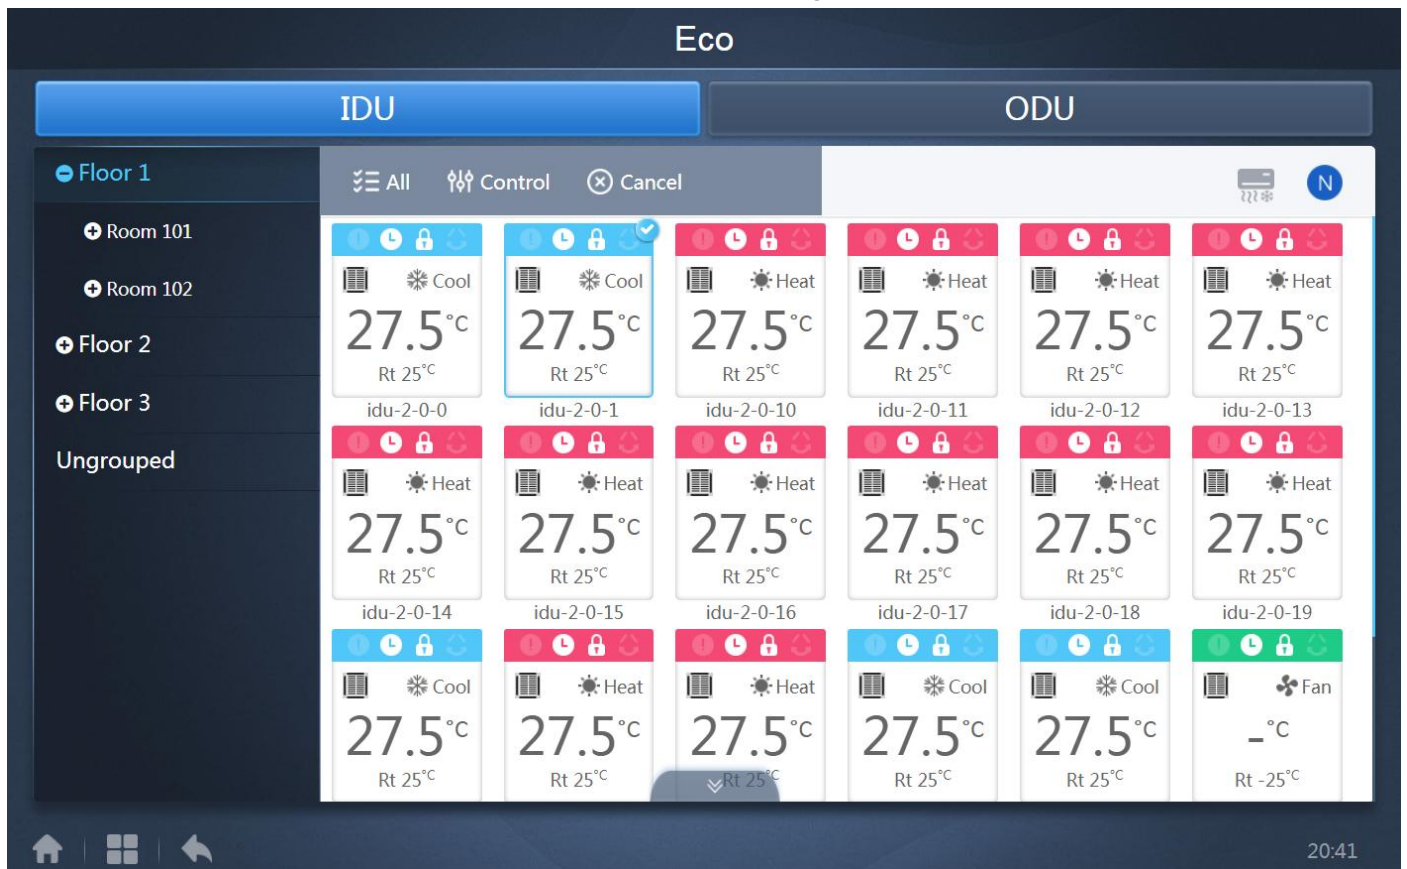 Eco
IDU ODU
Floor 1
All Control Cancel N
Room 101
Room 102
Floor 2
Floor 3
Ungrouped
Cool Cool Heat Heat Heat Heat
27.5°C 27.5°C 27.5°C 27.5°C 27.5°C 27.5°C
Rt 25°C Rt 25°C Rt 25°C Rt 25°C Rt 25°C Rt 25°C
idu-2-0-0 idu-2-0-1 idu-2-0-10 idu-2-0-11 idu-2-0-12 idu-2-0-13
Heat Heat Heat Heat Heat Heat
27.5°C 27.5°C 27.5°C 27.5°C 27.5°C 27.5°C
Rt 25°C Rt 25°C Rt 25°C Rt 25°C Rt 25°C Rt 25°C
idu-2-0-14 idu-2-0-15 idu-2-0-16 idu-2-0-17 idu-2-0-18 idu-2-0-19
Cool Heat Heat Cool Cool Fan
27.5°C 27.5°C 27.5°C 27.5°C 27.5°C -°C
Rt 25°C Rt 25°C Rt 25°C Rt 25°C Rt 25°C Rt -25°C
20:41